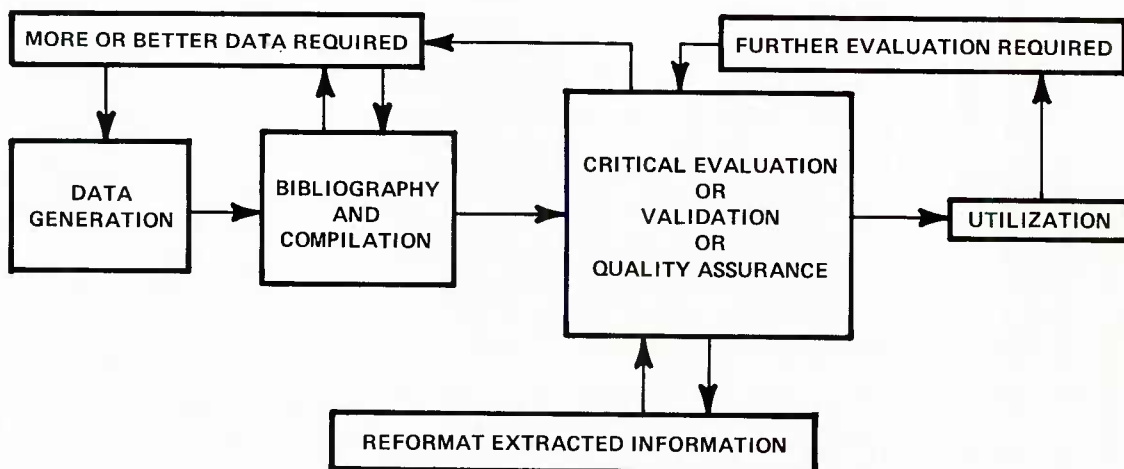 MORE OR BETTER DATA REQUIRED
FURTHER EVALUATION REQUIRED
DATA
GENERATION
BIBLIOGRAPHY
AND
COMPILATION
CRITICAL EVALUATION
OR
VALIDATION
OR
QUALITY ASSURANCE
UTILIZATION
REFORMAT EXTRACTED INFORMATION